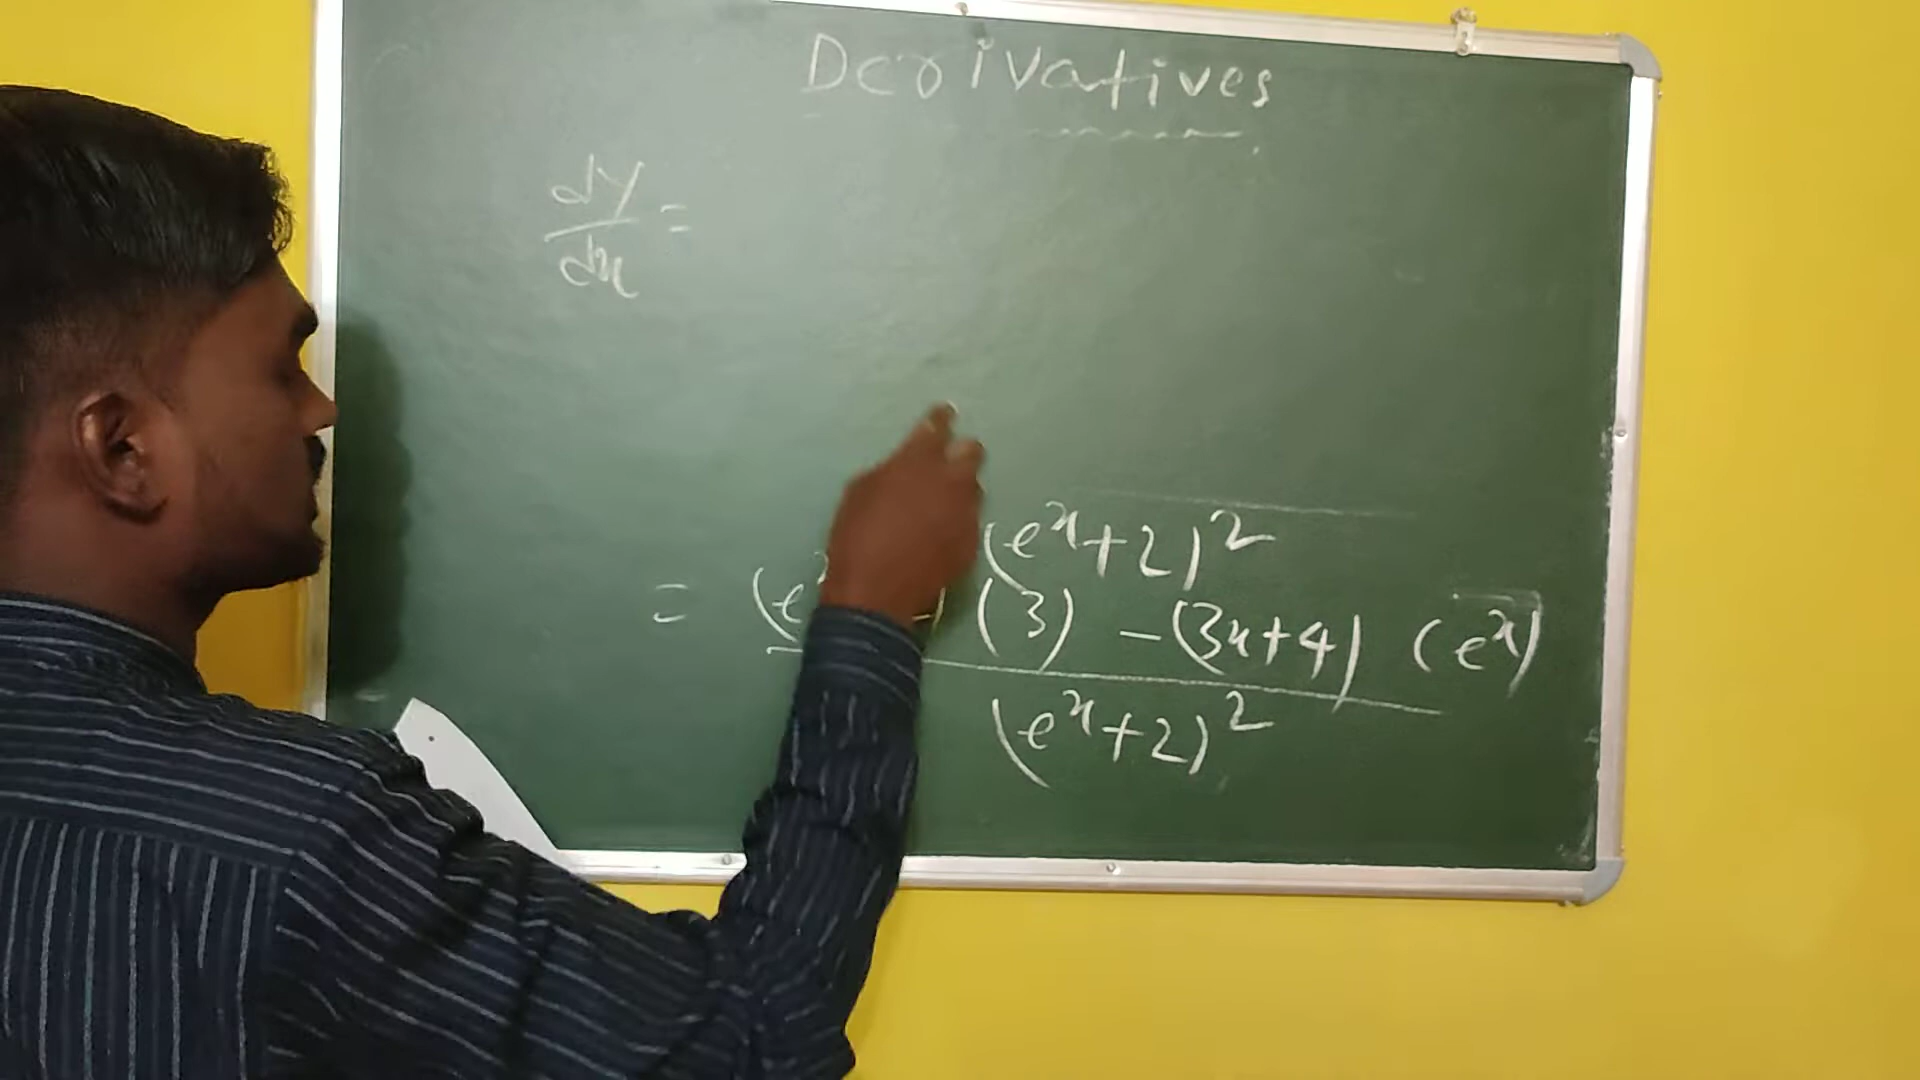 Derivatives
dy/dx =
(e^x+2)^2
= (e (3) - (3x+4) (e^x)
(e^x+2)^2